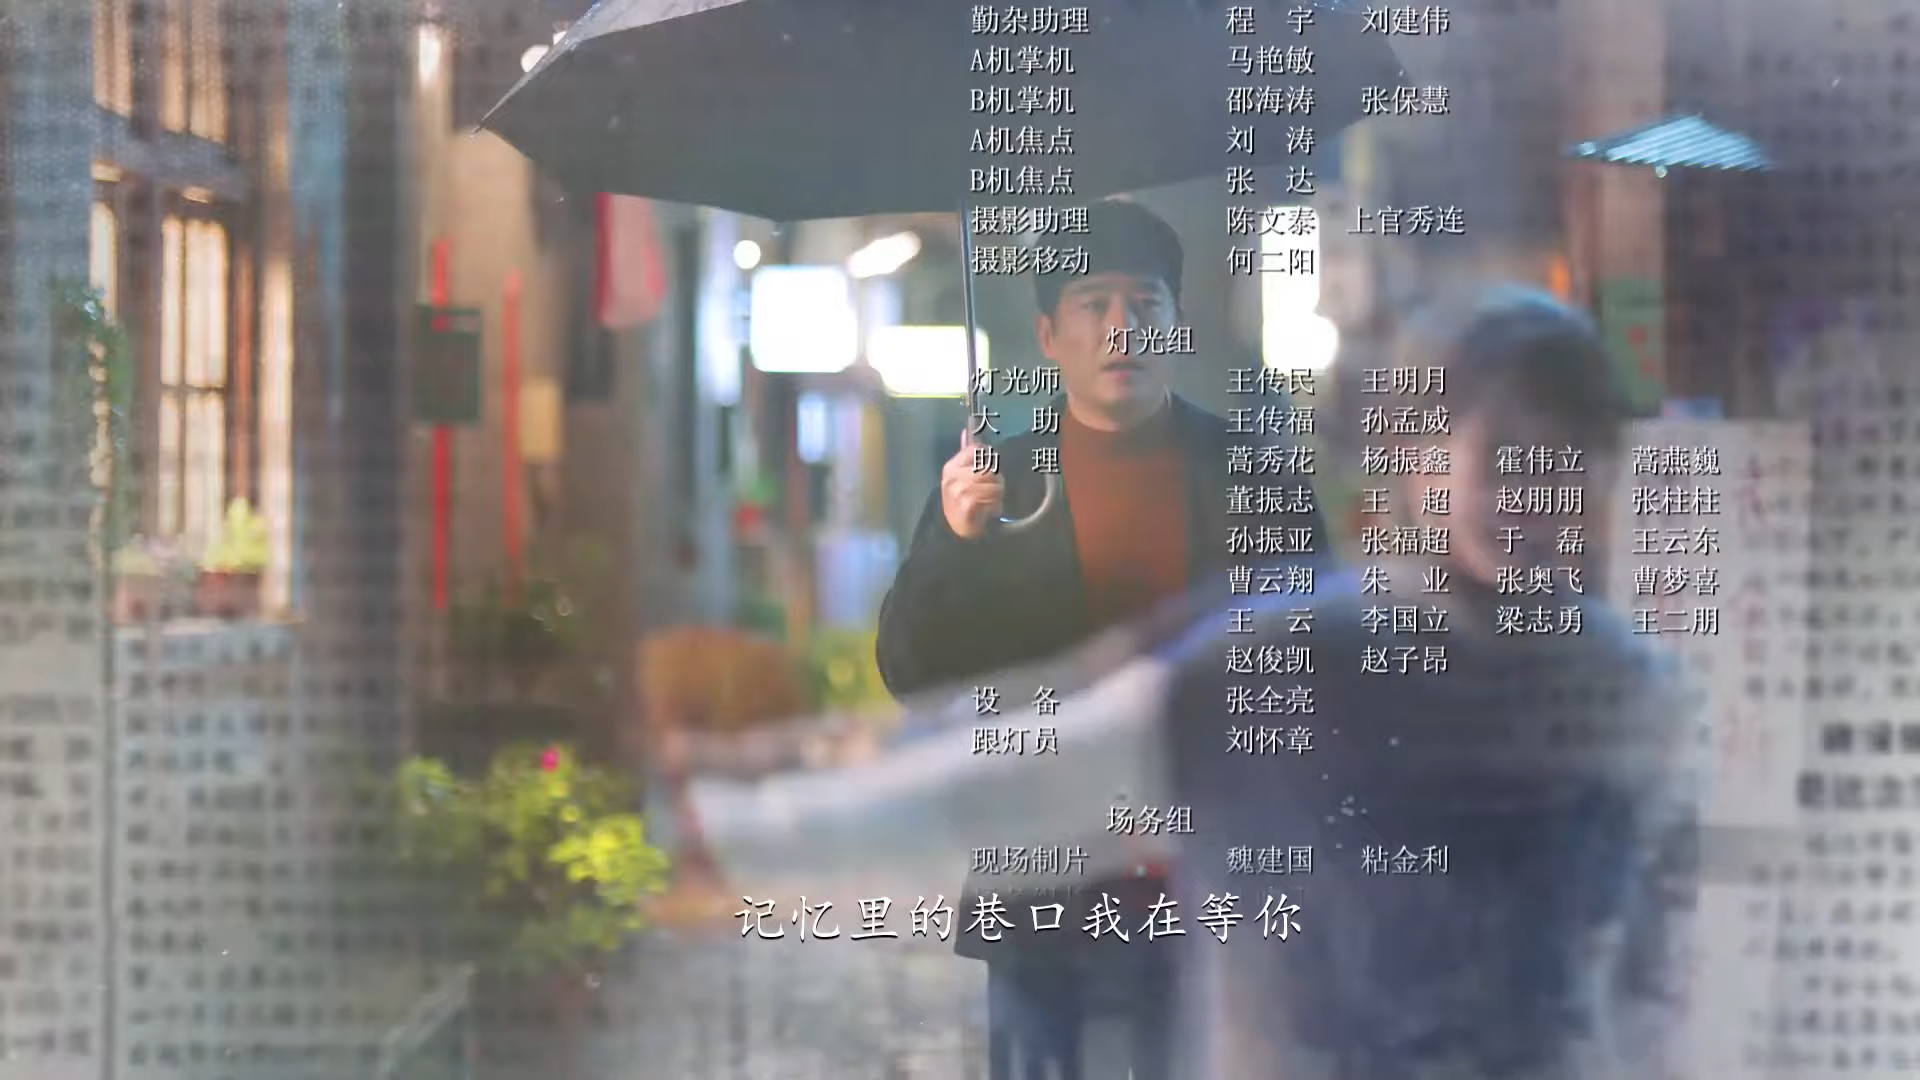 勤杂助理 程 宇 刘建伟
A机掌机 马艳敏
B机掌机 邵海涛 张保慧
A机焦点 刘 涛
B机焦点 张 达
摄影助理 陈文泰 上官秀连
摄影移动 何二阳
灯光组
灯光师 王传民 王明月
大 助 王传福 孙孟威
助 理 蒿秀花 杨振鑫 霍伟立 蒿燕巍
董振志 王 超 赵朋朋 张柱柱
孙振亚 张福超 于 磊 王云东
曹云翔 朱 业 张奥飞 曹梦喜
王 云 李国立 梁志勇 王二朋
赵俊凯 赵子昂
设 备 张全亮
跟灯员 刘怀章
场务组
现场制片 魏建国 粘金利
记忆里的巷口我在等你